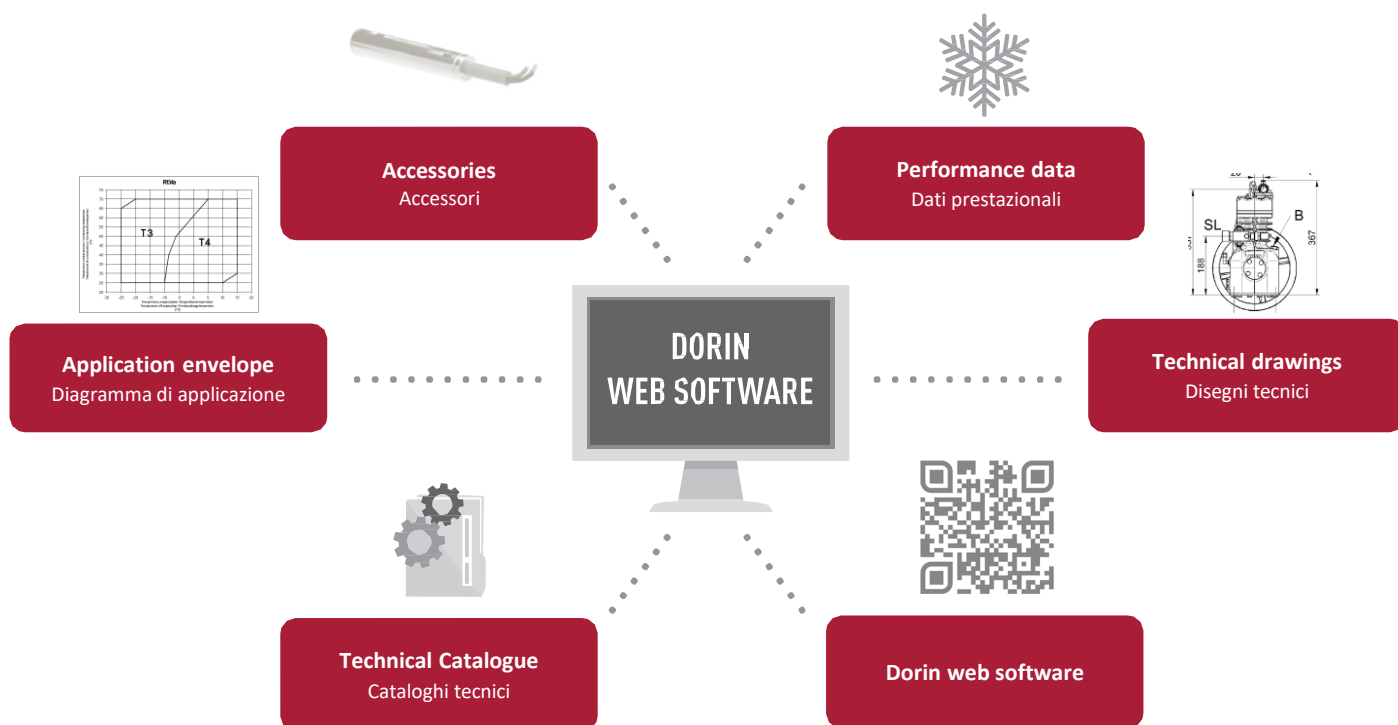 Accessories
Accessori
Performance data
Dati prestazionali
T3
T4
SL
B
188
367
DORIN
WEB SOFTWARE
Application envelope
Diagramma di applicazione
Technical drawings
Disegni tecnici
Technical Catalogue
Cataloghi tecnici
Dorin web software